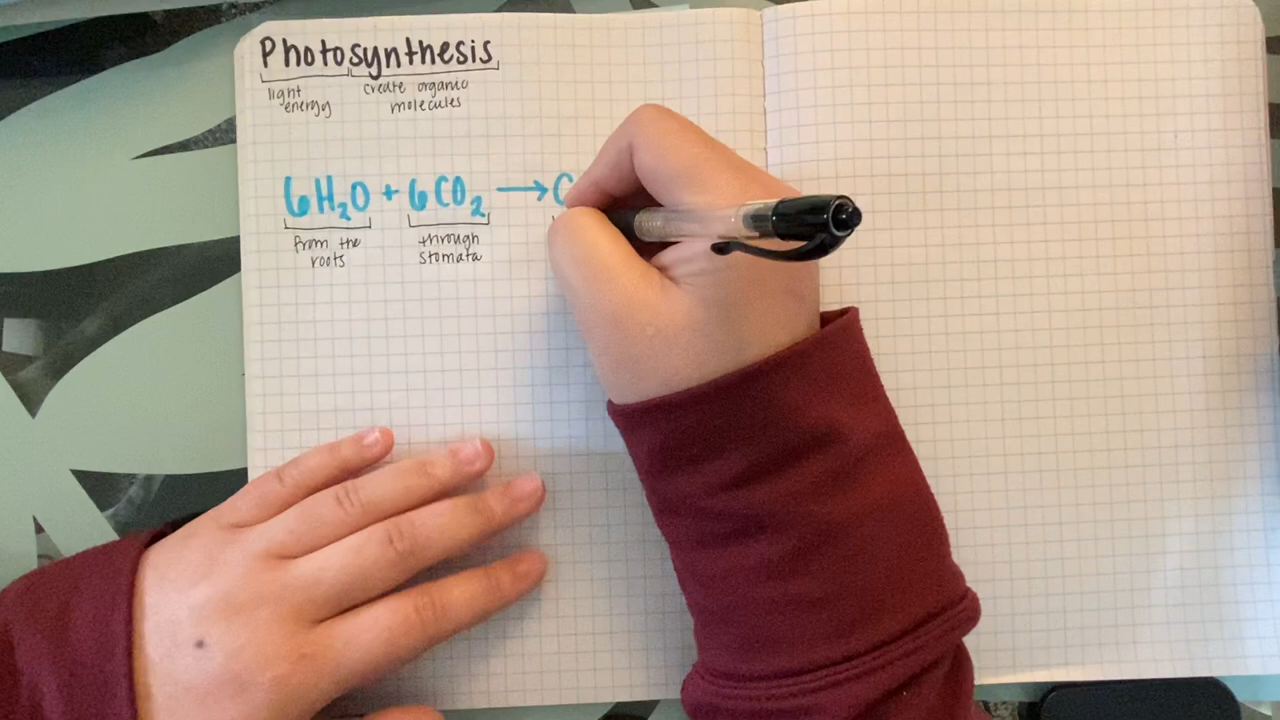 Photosynthesis
light energy
create organic molecules
6H₂O + 6CO₂ → C
from the roots
through stomata